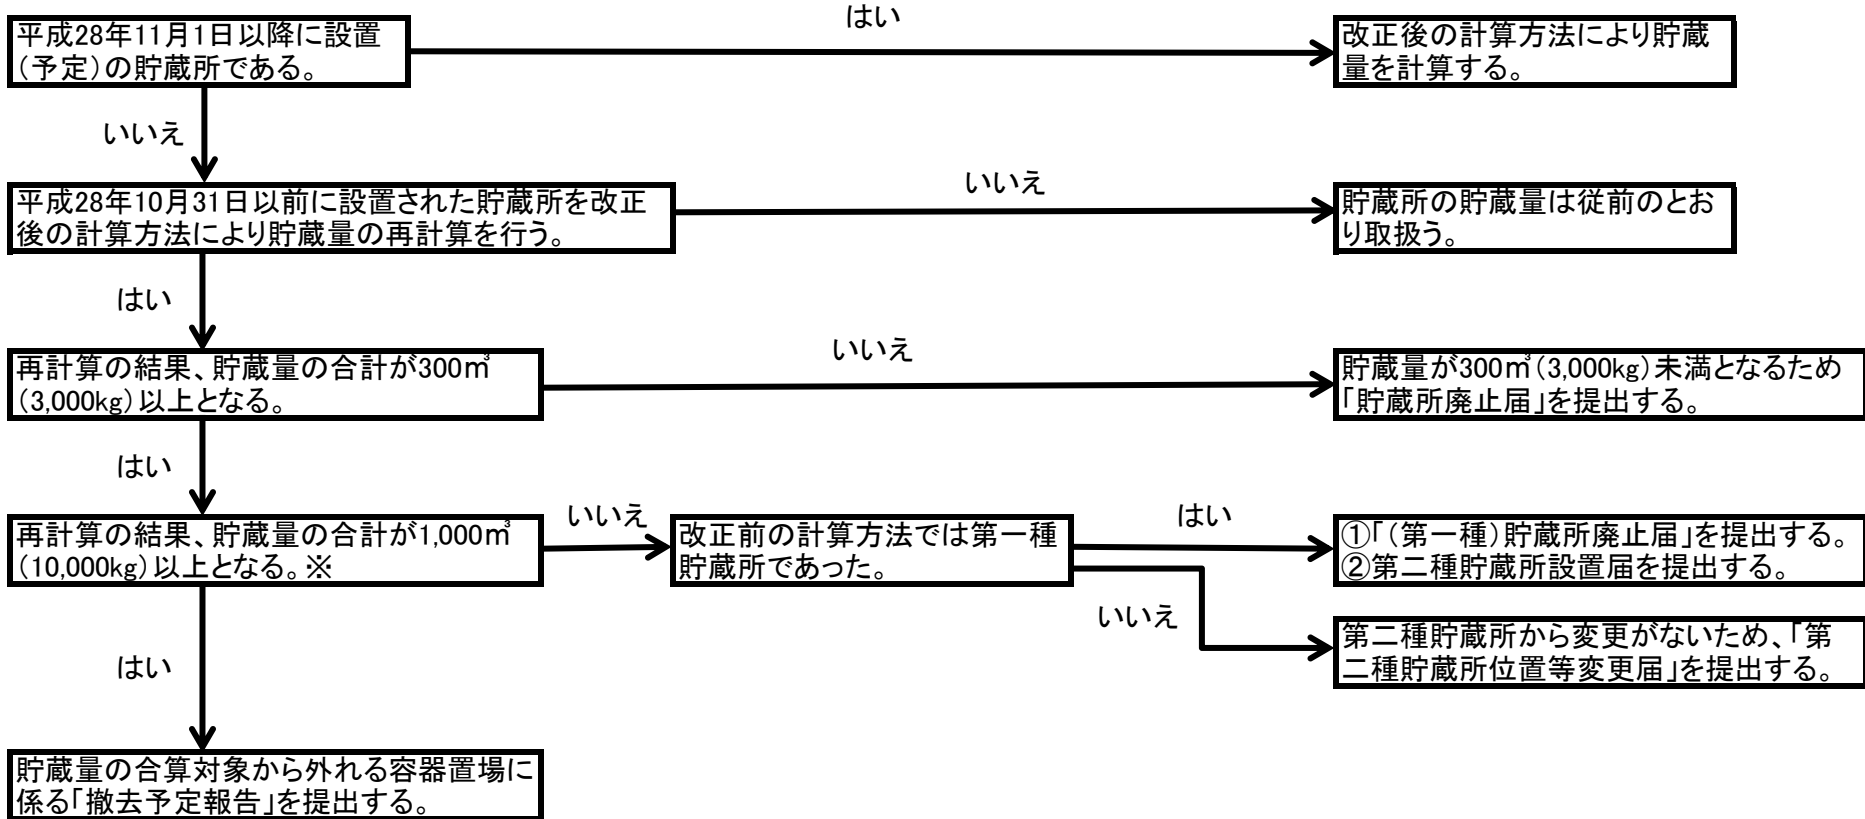 はい
平成28年11月1日以降に設置
(予定)の貯蔵所である。
改正後の計算方法により貯蔵
量を計算する。
いいえ
平成28年10月31日以前に設置された貯蔵所を改正
後の計算方法により貯蔵量の再計算を行う。
いいえ
貯蔵所の貯蔵量は従前のとお
り取扱う。
はい
再計算の結果、貯蔵量の合計が300㎥
(3,000kg)以上となる。
いいえ
貯蔵量が300㎥(3,000kg)未満となるため
「貯蔵所廃止届」を提出する。
はい
再計算の結果、貯蔵量の合計が1,000㎥
(10,000kg)以上となる。※
いいえ
改正前の計算方法では第一種
貯蔵所であった。
はい
①「(第一種)貯蔵所廃止届」を提出する。
②第二種貯蔵所設置届を提出する。
いいえ
第二種貯蔵所から変更がないため、「第
二種貯蔵所位置等変更届」を提出する。
はい
貯蔵量の合算対象から外れる容器置場に
係る「撤去予定報告」を提出する。